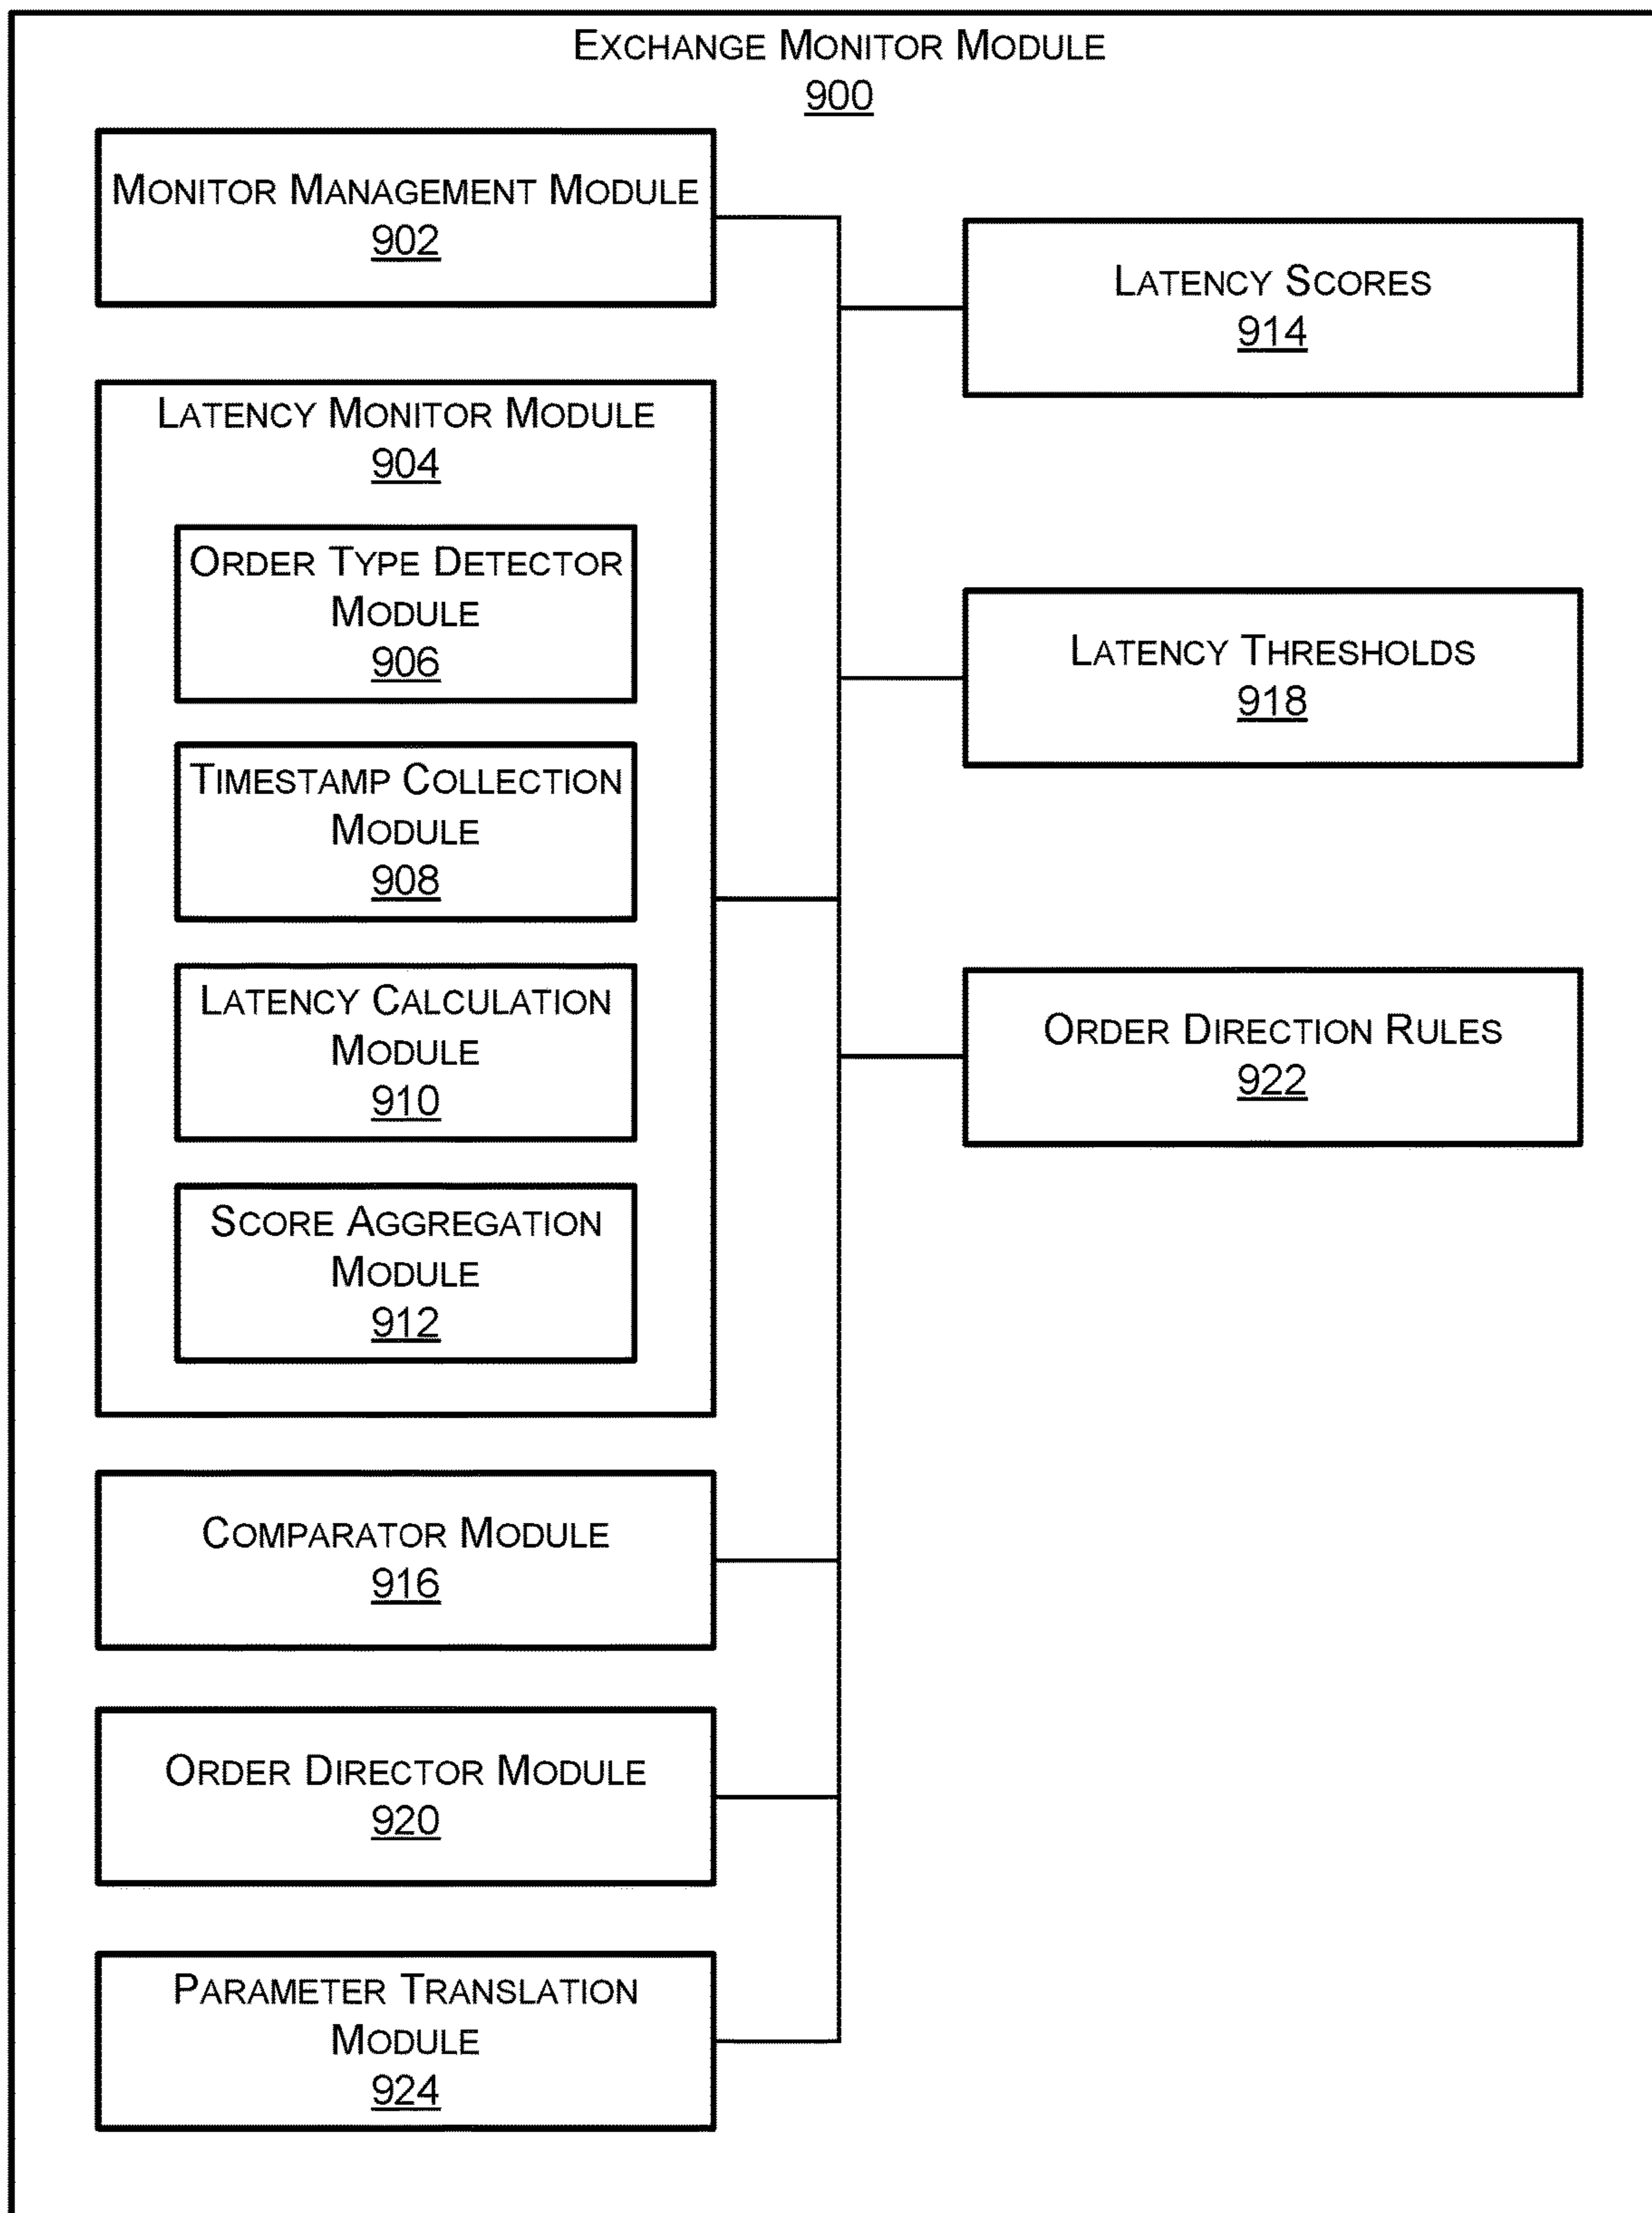 EXCHANGE MONITOR MODULE
900
MONITOR MANAGEMENT MODULE
902
LATENCY MONITOR MODULE
904
ORDER TYPE DETECTOR
MODULE
906
TIMESTAMP COLLECTION
MODULE
908
LATENCY CALCULATION
MODULE
910
SCORE AGGREGATION
MODULE
912
COMPARATOR MODULE
916
ORDER DIRECTOR MODULE
920
PARAMETER TRANSLATION
MODULE
924
LATENCY SCORES
914
LATENCY THRESHOLDS
918
ORDER DIRECTION RULES
922